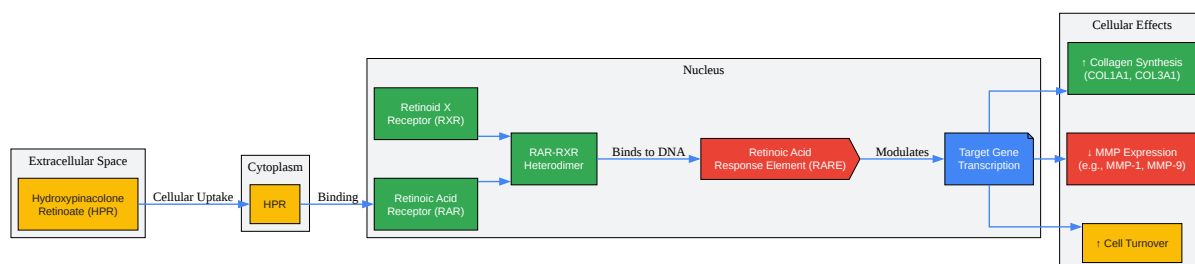 Extracellular Space
Hydroxypinacolone
Retinoate (HPR)
Cellular Uptake
Cytoplasm
HPR
Binding
Nucleus
Retinoid X
Receptor (RXR)
Retinoic Acid
Receptor (RAR)
RAR-RXR
Heterodimer
Binds to DNA
Retinoic Acid
Response Element (RARE)
Modulates
Target Gene
Transcription
Cellular Effects
↑ Collagen Synthesis
(COL1A1, COL3A1)
↓ MMP Expression
(e.g., MMP-1, MMP-9)
↑ Cell Turnover